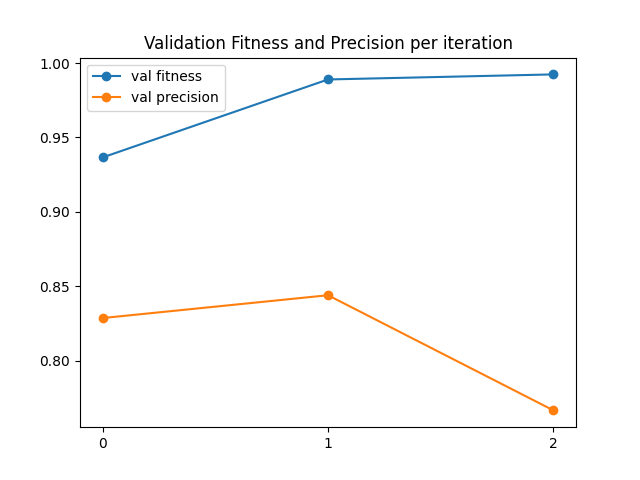 Validation Fitness and Precision per iteration
1.00
0.95
0.90
0.85
0.80
val fitness
val precision
0
1
2